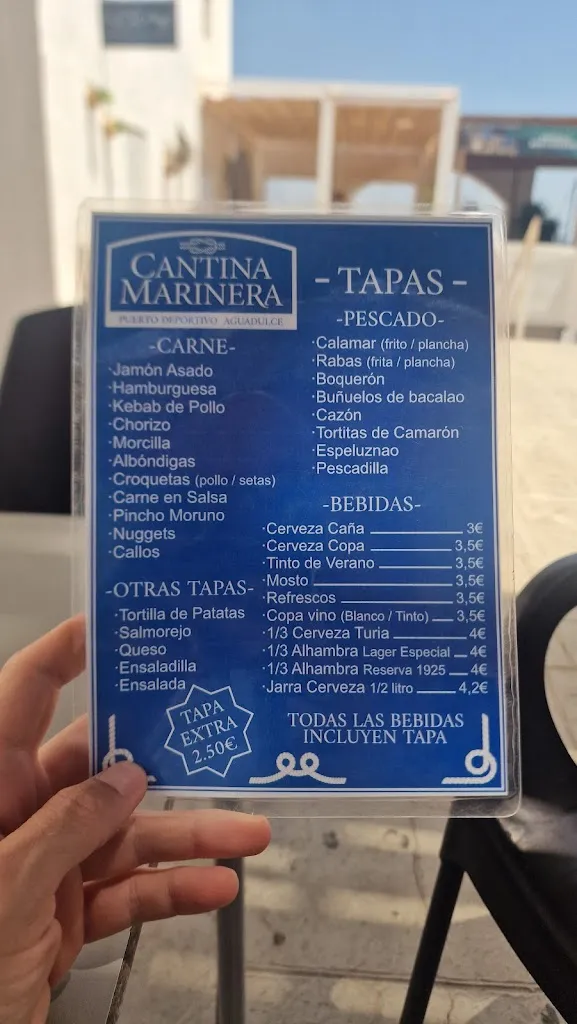 CANTINA
MARINERA
PUERTO DEPORTIVO AGUADULCE
-CARNE-
·Jamón Asado
·Hamburguesa
·Kebab de Pollo
·Chorizo
·Morcilla
·Albóndigas
·Croquetas (pollo / setas)
·Carne en Salsa
·Pincho Moruno
·Nuggets
·Callos
-OTRAS TAPAS-
·Tortilla de Patatas
·Salmorejo
·Queso
·Ensaladilla
·Ensalada
TAPA
EXTRA
2.50€
- TAPAS -
-PESCADO-
·Calamar (frito / plancha)
·Rabas (frita / plancha)
·Boquerón
·Buñuelos de bacalao
·Cazón
·Tortitas de Camarón
·Espeluznao
·Pescadilla
-BEBIDAS-
·Cerveza Caña 3€
·Cerveza Copa 3,5€
·Tinto de Verano 3,5€
·Mosto 3,5€
·Refrescos 3,5€
·Copa vino (Blanco / Tinto) 3,5€
·1/3 Cerveza Turia 4€
·1/3 Alhambra Lager Especial 4€
·1/3 Alhambra Reserva 1925 4€
·Jarra Cerveza 1/2 litro 4,2€
TODAS LAS BEBIDAS
INCLUYEN TAPA